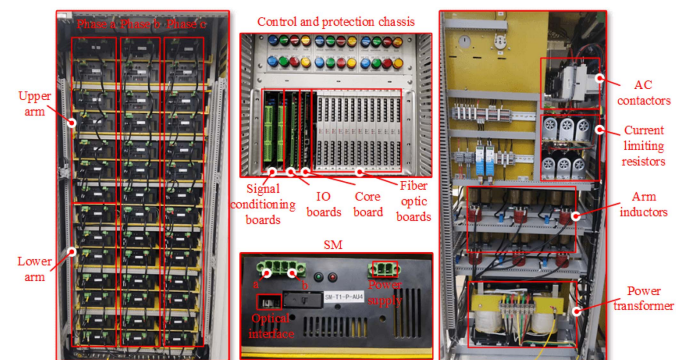 Phase a Phase b Phase c
Upper
arm
Lower
arm
Control and protection chassis
Signal
conditioning
boards
IO
boards
Core
board
Fiber
optic
boards
SM
a
b
Power
supply
SM-T1-P-AU4
Optical
interface
AC
contactors
Current
limiting
resistors
Arm
inductors
Power
transformer